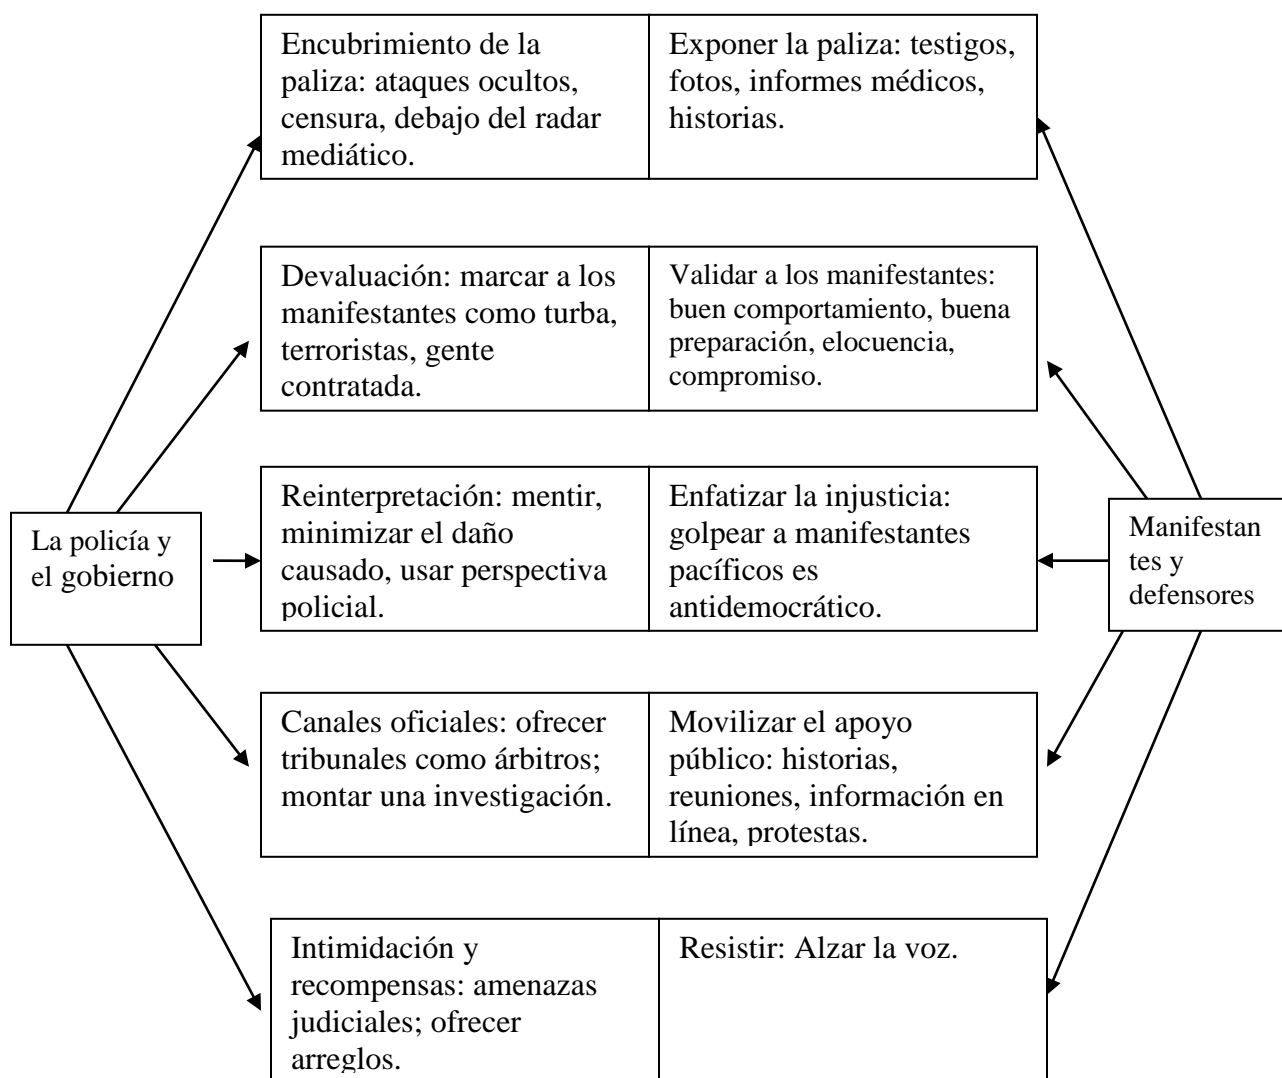 Encubrimiento de la
paliza: ataques ocultos,
censura, debajo del radar
mediático.
Exponer la paliza: testigos,
fotos, informes médicos,
historias.
Devaluación: marcar a los
manifestantes como turba,
terroristas, gente
contratada.
Validar a los manifestantes:
buen comportamiento, buena
preparación, elocuencia,
compromiso.
La policía y
el gobierno
Reinterpretación: mentir,
minimizar el daño
causado, usar perspectiva
policial.
Enfatizar la injusticia:
golpear a manifestantes
pacíficos es
antidemocrático.
Manifestan
tes y
defensores
Canales oficiales: ofrecer
tribunales como árbitros;
montar una investigación.
Movilizar el apoyo
público: historias,
reuniones, información en
línea, protestas.
Intimidación y
recompensas: amenazas
judiciales; ofrecer
arreglos.
Resistir: Alzar la voz.